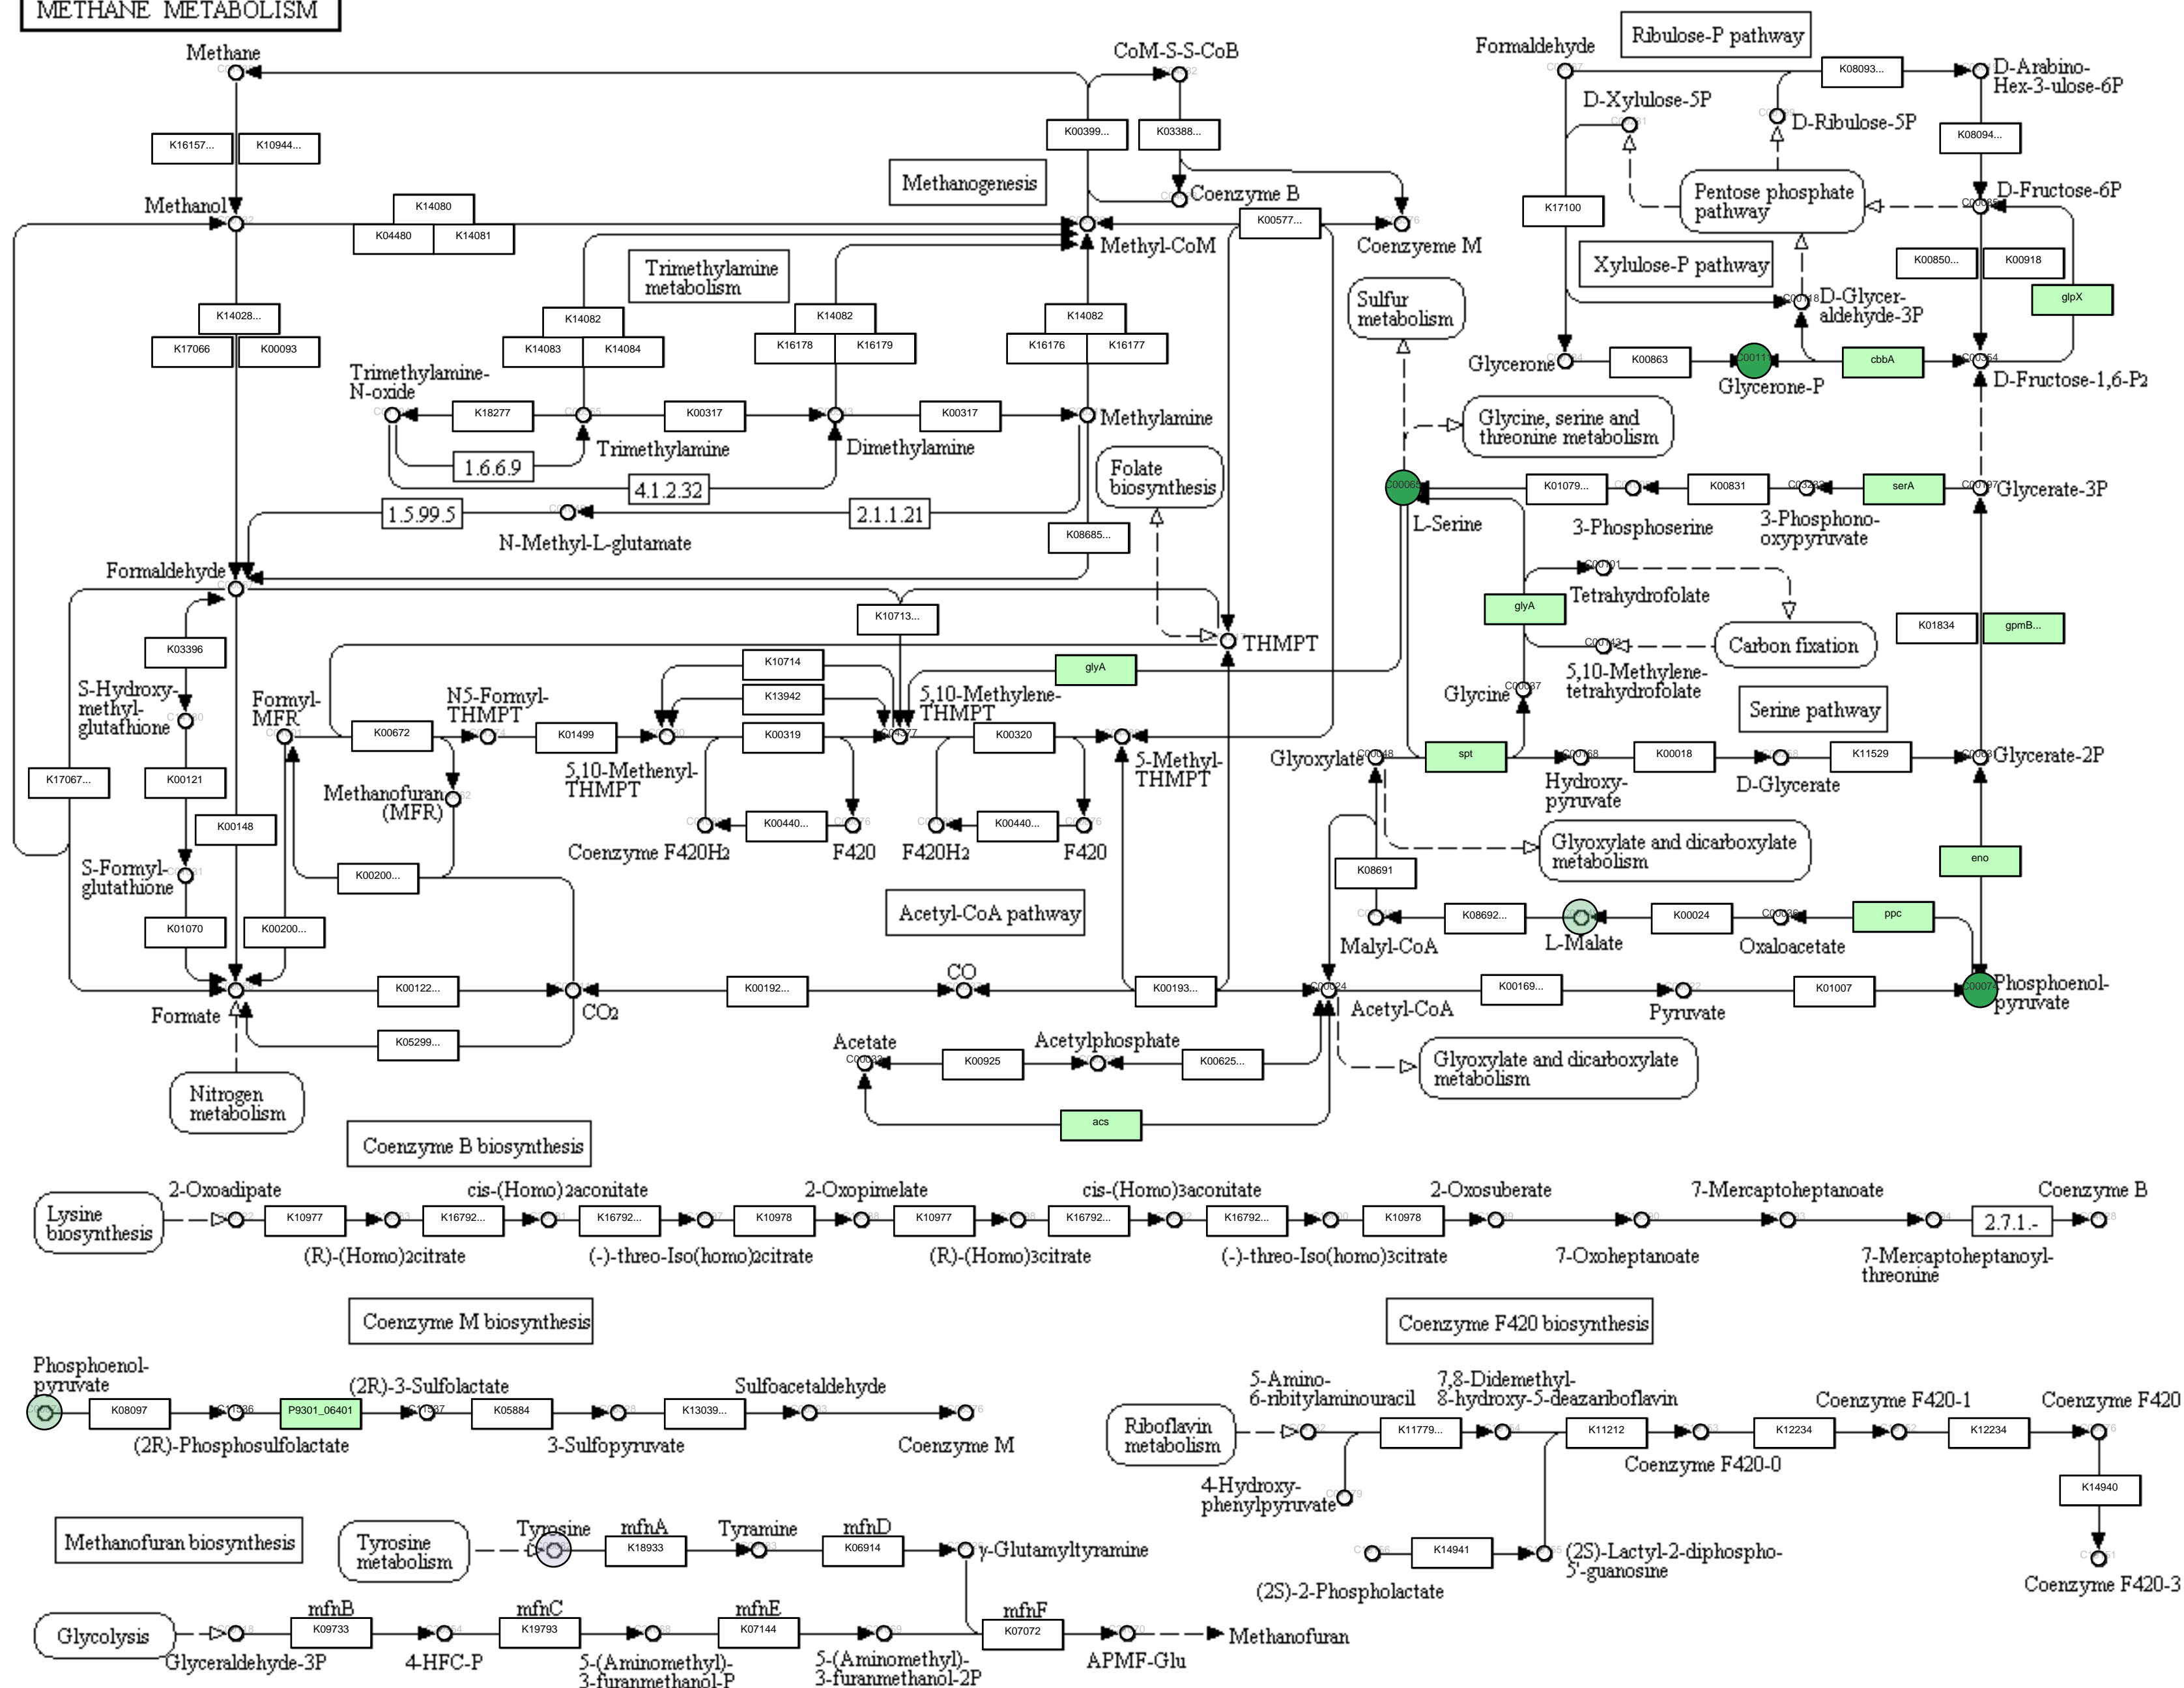 METHANE METABOLISM
Methane
CoM-S-S-CoB
Formaldehyde
Ribulose-P pathway
K08093...
D-Arabino-
Hex-3-ulose-6P
D-Xylulose-5P
D-Ribulose-5P
K16157...
K10944...
K00399...
K03388...
K08094...
Methanogenesis
Coenzyme B
Pentose phosphate
pathway
D-Fructose-6P
Methanol
K14080
K04480
K14081
Methyl-CoM
K00577...
Coenzyeme M
K17100
Xylulose-P pathway
K00850...
K00918
Trimethylamine
metabolism
Sulfur
metabolism
D-Glycer-
aldehyde-3P
glpX
K14028...
K17066
K00093
K14082
K14083
K14084
K14082
K16178
K16179
K14082
K16176
K16177
Glycerone
K00863
C00111
Glycerone-P
cbbA
C00354
D-Fructose-1,6-P2
Trimethylamine-
N-oxide
K18277
K00317
K00317
Methylamine
Trimethylamine
Dimethylamine
1.6.6.9
4.1.2.32
Glycine, serine and
threonine metabolism
Folate
biosynthesis
C00065
L-Serine
K01079...
K00831
serA
C00197
Glycerate-3P
3-Phosphoserine
3-Phosphono-
oxypyruvate
1.5.99.5
2.1.1.21
N-Methyl-L-glutamate
K08685...
Formaldehyde
C00101
Tetrahydrofolate
glyA
K10713...
THMPT
C00143
Carbon fixation
5,10-Methylene-
tetrahydrofolate
K01834
gpmB...
K03396
K10714
glyA
K13942
S-Hydroxy-
methyl-
glutathione
Formyl-
MFR
N5-Formyl-
THMPT
5,10-Methylene-
THMPT
Glycine
C00037
Serine pathway
K00672
K01499
K00319
C04377
K00320
5,10-Methenyl-
THMPT
5-Methyl-
THMPT
Glyoxylate
C00048
spt
C00168
K00018
K11529
Glycerate-2P
Hydroxy-
pyruvate
D-Glycerate
K17067...
K00121
Methanofuran
(MFR)
K00148
K00440...
K00440...
Coenzyme F420H2
F420
F420H2
F420
Glyoxylate and dicarboxylate
metabolism
eno
S-Formyl-
glutathione
K00200...
K08691
Acetyl-CoA pathway
K01070
K00200...
Malyl-CoA
K08692...
L-Malate
K00024
C00036
Oxaloacetate
ppc
CO
Formate
K00122...
CO2
K00192...
K00193...
C00024
Acetyl-CoA
K00169...
Pyruvate
K01007
C00074
Phosphoenol-
pyruvate
K05299...
Acetate
C00033
K00925
Acetylphosphate
K00625...
Glyoxylate and dicarboxylate
metabolism
Nitrogen
metabolism
acs
Coenzyme B biosynthesis
2-Oxoadipate
cis-(Homo)2aconitate
2-Oxopimelate
cis-(Homo)3aconitate
2-Oxosuberate
7-Mercaptoheptanoate
Coenzyme B
Lysine
biosynthesis
K10977
K16792...
K16792...
K10978
K10977
K16792...
K16792...
K10978
2.7.1.-
(R)-(Homo)2citrate
(-)-threo-Iso(homo)2citrate
(R)-(Homo)3citrate
(-)-threo-Iso(homo)3citrate
7-Oxoheptanoate
7-Mercaptoheptanoyl-
threonine
Coenzyme M biosynthesis
Coenzyme F420 biosynthesis
Phosphoenol-
pyruvate
(2R)-3-Sulfolactate
Sulfoacetaldehyde
K08097
C11536
P9301_06401
C11537
K05884
K13039...
(2R)-Phosphosulfolactate
3-Sulfopyruvate
Coenzyme M
5-Amino-
6-ribitylaminouracil
7,8-Didemethyl-
8-hydroxy-5-deazariboflavin
Coenzyme F420-1
Coenzyme F420
Riboflavin
metabolism
K11779...
K11212
K12234
K12234
Coenzyme F420-0
4-Hydroxy-
phenylpyruvate
K14940
Methanofuran biosynthesis
Tyrosine
metabolism
Tyrosine
mfnA
K18933
Tyramine
mfnD
K06914
γ-Glutamyltyramine
K14941
(2S)-Lactyl-2-diphospho-
5'-guanosine
(2S)-2-Phospholactate
Coenzyme F420-3
Glycolysis
mfnB
K09733
mfnC
K19793
mfnE
K07144
mfnF
K07072
Methanofuran
Glyceraldehyde-3P
4-HFC-P
5-(Aminomethyl)-
3-furanmethanol-P
5-(Aminomethyl)-
3-furanmethanol-2P
APMF-Glu